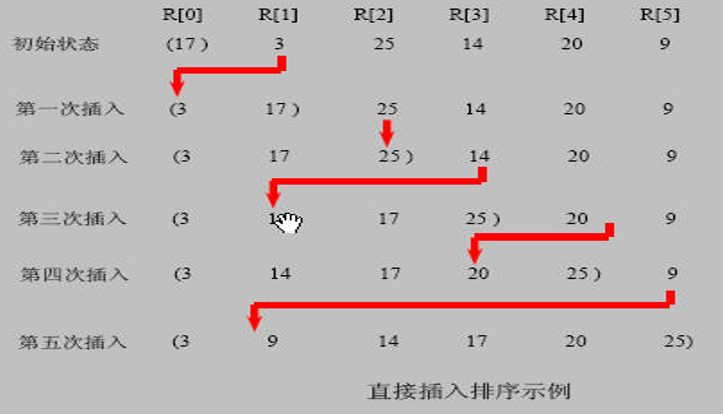 R[0] R[1] R[2] R[3] R[4] R[5]
初始状态 (17) 3 25 14 20 9
第一次插入 (3 17) 25 14 20 9
第二次插入 (3 17 25) 14 20 9
第三次插入 (3 17 25) 20 9
第四次插入 (3 14 17 20 25) 9
第五次插入 (3 9 14 17 20 25)
直接插入排序示例